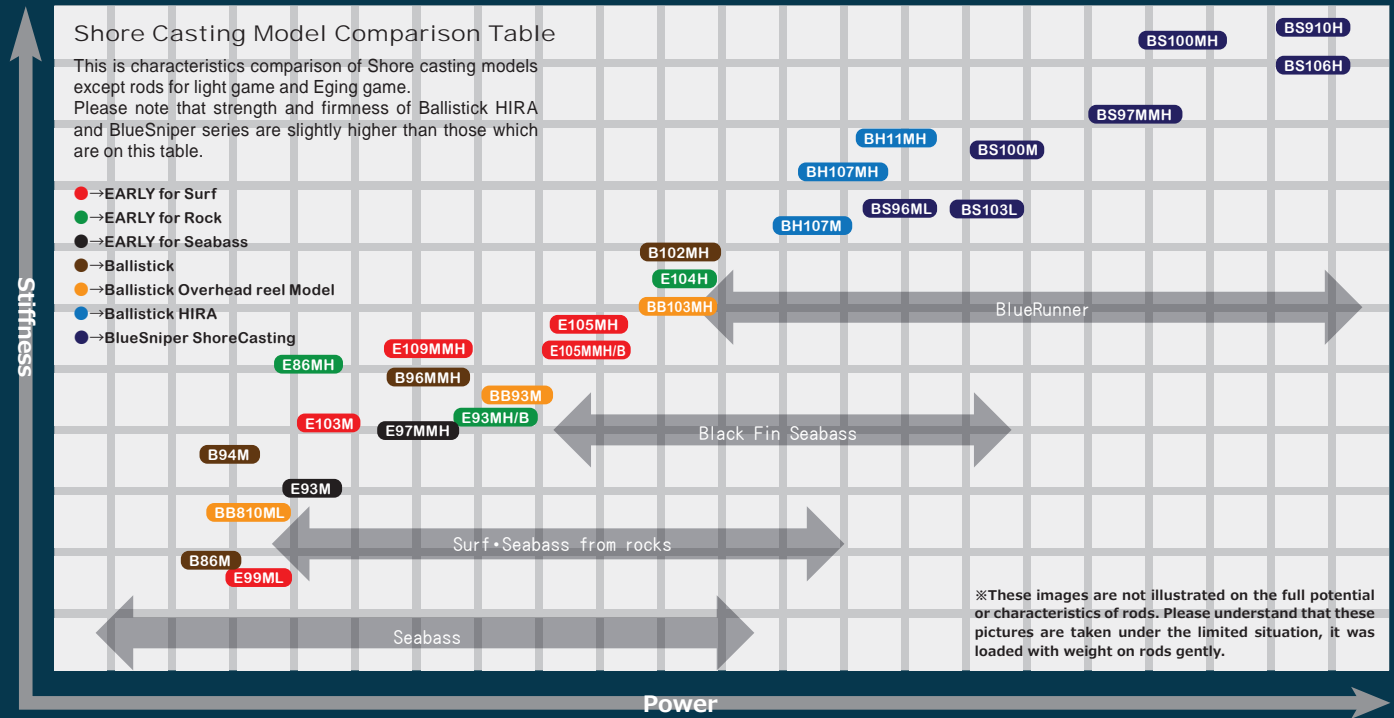 Shore Casting Model Comparison Table
This is characteristics comparison of Shore casting models
except rods for light game and Eging game.
Please note that strength and firmness of Ballistick HIRA
and BlueSniper series are slightly higher than those which
are on this table.
→EARLY for Surf
→EARLY for Rock
→EARLY for Seabass
→Ballistick
→Ballistick Overhead reel Model
→Ballistick HIRA
→BlueSniper ShoreCasting
BS910H
BS100MH
BS106H
BS97MMH
BH11MH
BS100M
BH107MH
BS96ML
BS103L
BH107M
B102MH
E104H
BB103MH
BlueRunner
E105MH
E109MMH
E105MMH/B
E86MH
B96MMH
BB93M
E93MH/B
E103M
E97MMH
Black Fin Seabass
B94M
E93M
BB810ML
Surf・Seabass from rocks
B86M
E99ML
Seabass
※These images are not illustrated on the full potential
or characteristics of rods. Please understand that these
pictures are taken under the limited situation, it was
loaded with weight on rods gently.
Stiffness
Power